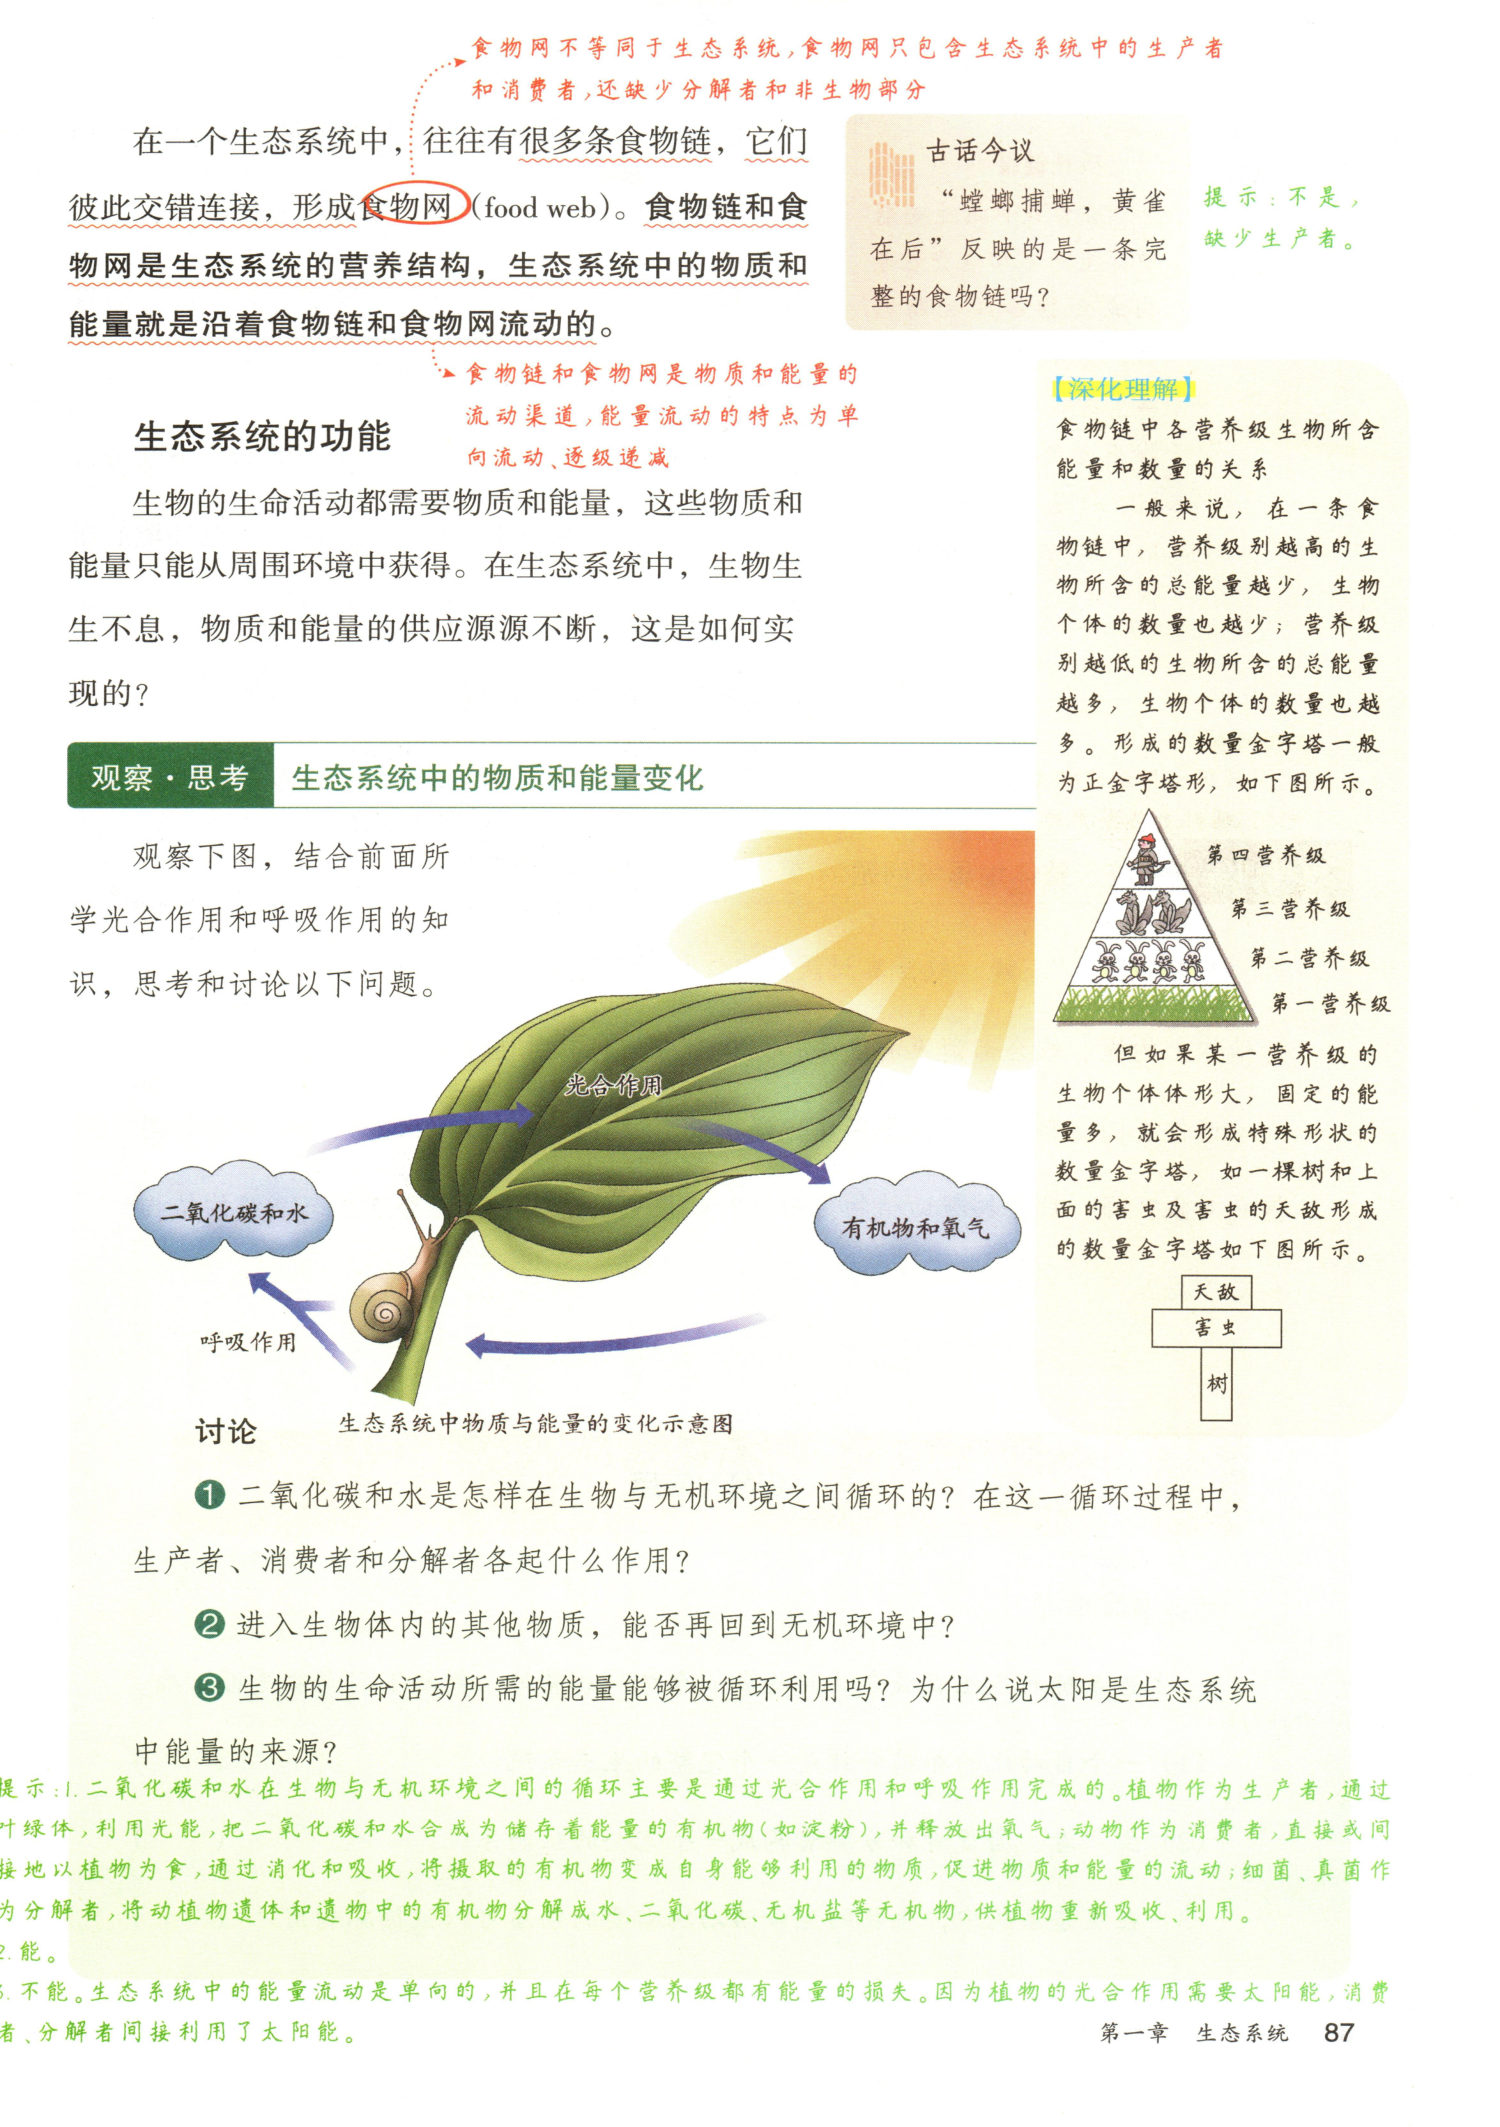 食物网不等同于生态系统,食物网只包含生态系统中的生产者
和消费者,还缺少分解者和非生物部分
在一个生态系统中，往往有很多条食物链，它们
彼此交错连接，形成食物网（food web）。食物链和食
物网是生态系统的营养结构，生态系统中的物质和
能量就是沿着食物链和食物网流动的。
古话今议
“螳螂捕蝉，黄雀
在后”反映的是一条完
整的食物链吗？
提示：不是，
缺少生产者。
食物链和食物网是物质和能量的
流动渠道,能量流动的特点为单
向流动、逐级递减
生态系统的功能
生物的生命活动都需要物质和能量，这些物质和
能量只能从周围环境中获得。在生态系统中，生物生
生不息，物质和能量的供应源源不断，这是如何实
现的？
【深化理解】
食物链中各营养级生物所含
能量和数量的关系
一般来说，在一条食
物链中，营养级别越高的生
物所含的总能量越少，生物
个体的数量也越少；营养级
别越低的生物所含的总能量
越多，生物个体的数量也越
多。形成的数量金字塔一般
为正金字塔形，如下图所示。
第四营养级
第三营养级
第二营养级
第一营养级
但如果某一营养级的
生物个体体形大，固定的能
量多，就会形成特殊形状的
数量金字塔，如一棵树和上
面的害虫及害虫的天敌形成
的数量金字塔如下图所示。
天敌
害虫
树
观察·思考 生态系统中的物质和能量变化
观察下图，结合前面所
学光合作用和呼吸作用的知
识，思考和讨论以下问题。
光合作用
二氧化碳和水
有机物和氧气
呼吸作用
生态系统中物质与能量的变化示意图
讨论
❶ 二氧化碳和水是怎样在生物与无机环境之间循环的？在这一循环过程中，
生产者、消费者和分解者各起什么作用？
❷ 进入生物体内的其他物质，能否再回到无机环境中？
❸ 生物的生命活动所需的能量能够被循环利用吗？为什么说太阳是生态系统
中能量的来源？
提示:1.二氧化碳和水在生物与无机环境之间的循环主要是通过光合作用和呼吸作用完成的。植物作为生产者,通过
叶绿体,利用光能,把二氧化碳和水合成为储存着能量的有机物(如淀粉),并释放出氧气;动物作为消费者,直接或间
接地以植物为食,通过消化和吸收,将摄取的有机物变成自身能够利用的物质,促进物质和能量的流动;细菌、真菌作
为分解者,将动植物遗体和遗物中的有机物分解成水、二氧化碳、无机盐等无机物,供植物重新吸收、利用。
2.能。
3.不能。生态系统中的能量流动是单向的,并且在每个营养级都有能量的损失。因为植物的光合作用需要太阳能,消费
者、分解者间接利用了太阳能。
第一章 生态系统 87